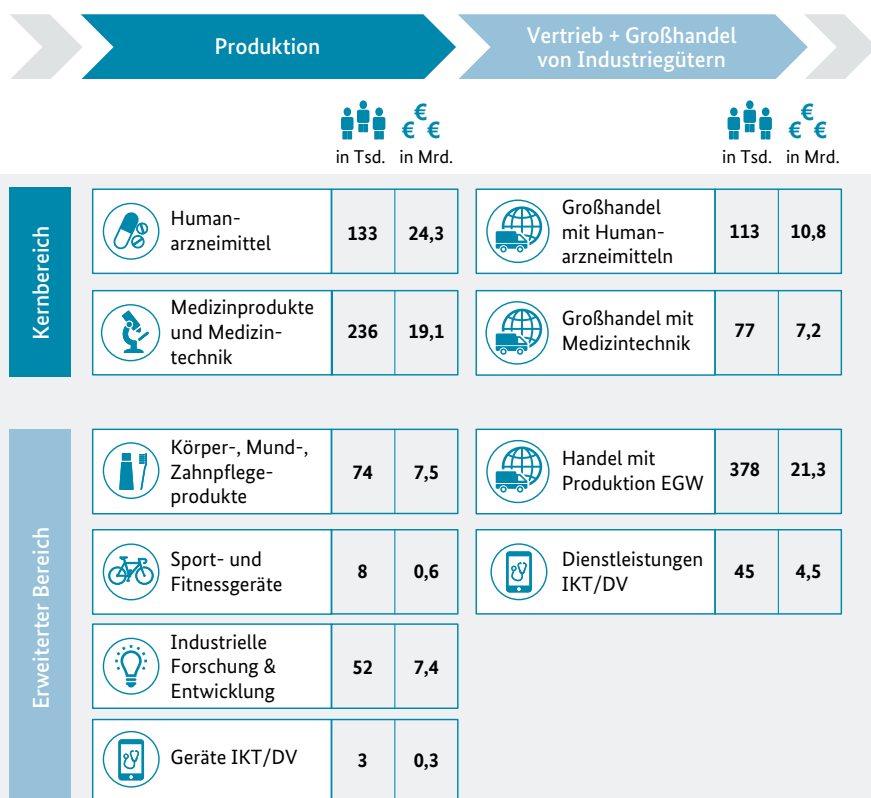 Produktion
Vertrieb + Großhandel
von Industriegütern
€
€ €
in Tsd. in Mrd.
€
€ €
in Tsd. in Mrd.
Kernbereich
Human-
arzneimittel
133 24,3
Großhandel
mit Human-
arzneimitteln
113 10,8
Medizinprodukte
und Medizin-
technik
236 19,1
Großhandel mit
Medizintechnik
77 7,2
Erweiterter Bereich
Körper-, Mund-,
Zahnpflege-
produkte
74 7,5
Handel mit
Produktion EGW
378 21,3
Sport- und
Fitnessgeräte
8 0,6
Dienstleistungen
IKT/DV
45 4,5
Industrielle
Forschung &
Entwicklung
52 7,4
Geräte IKT/DV
3 0,3